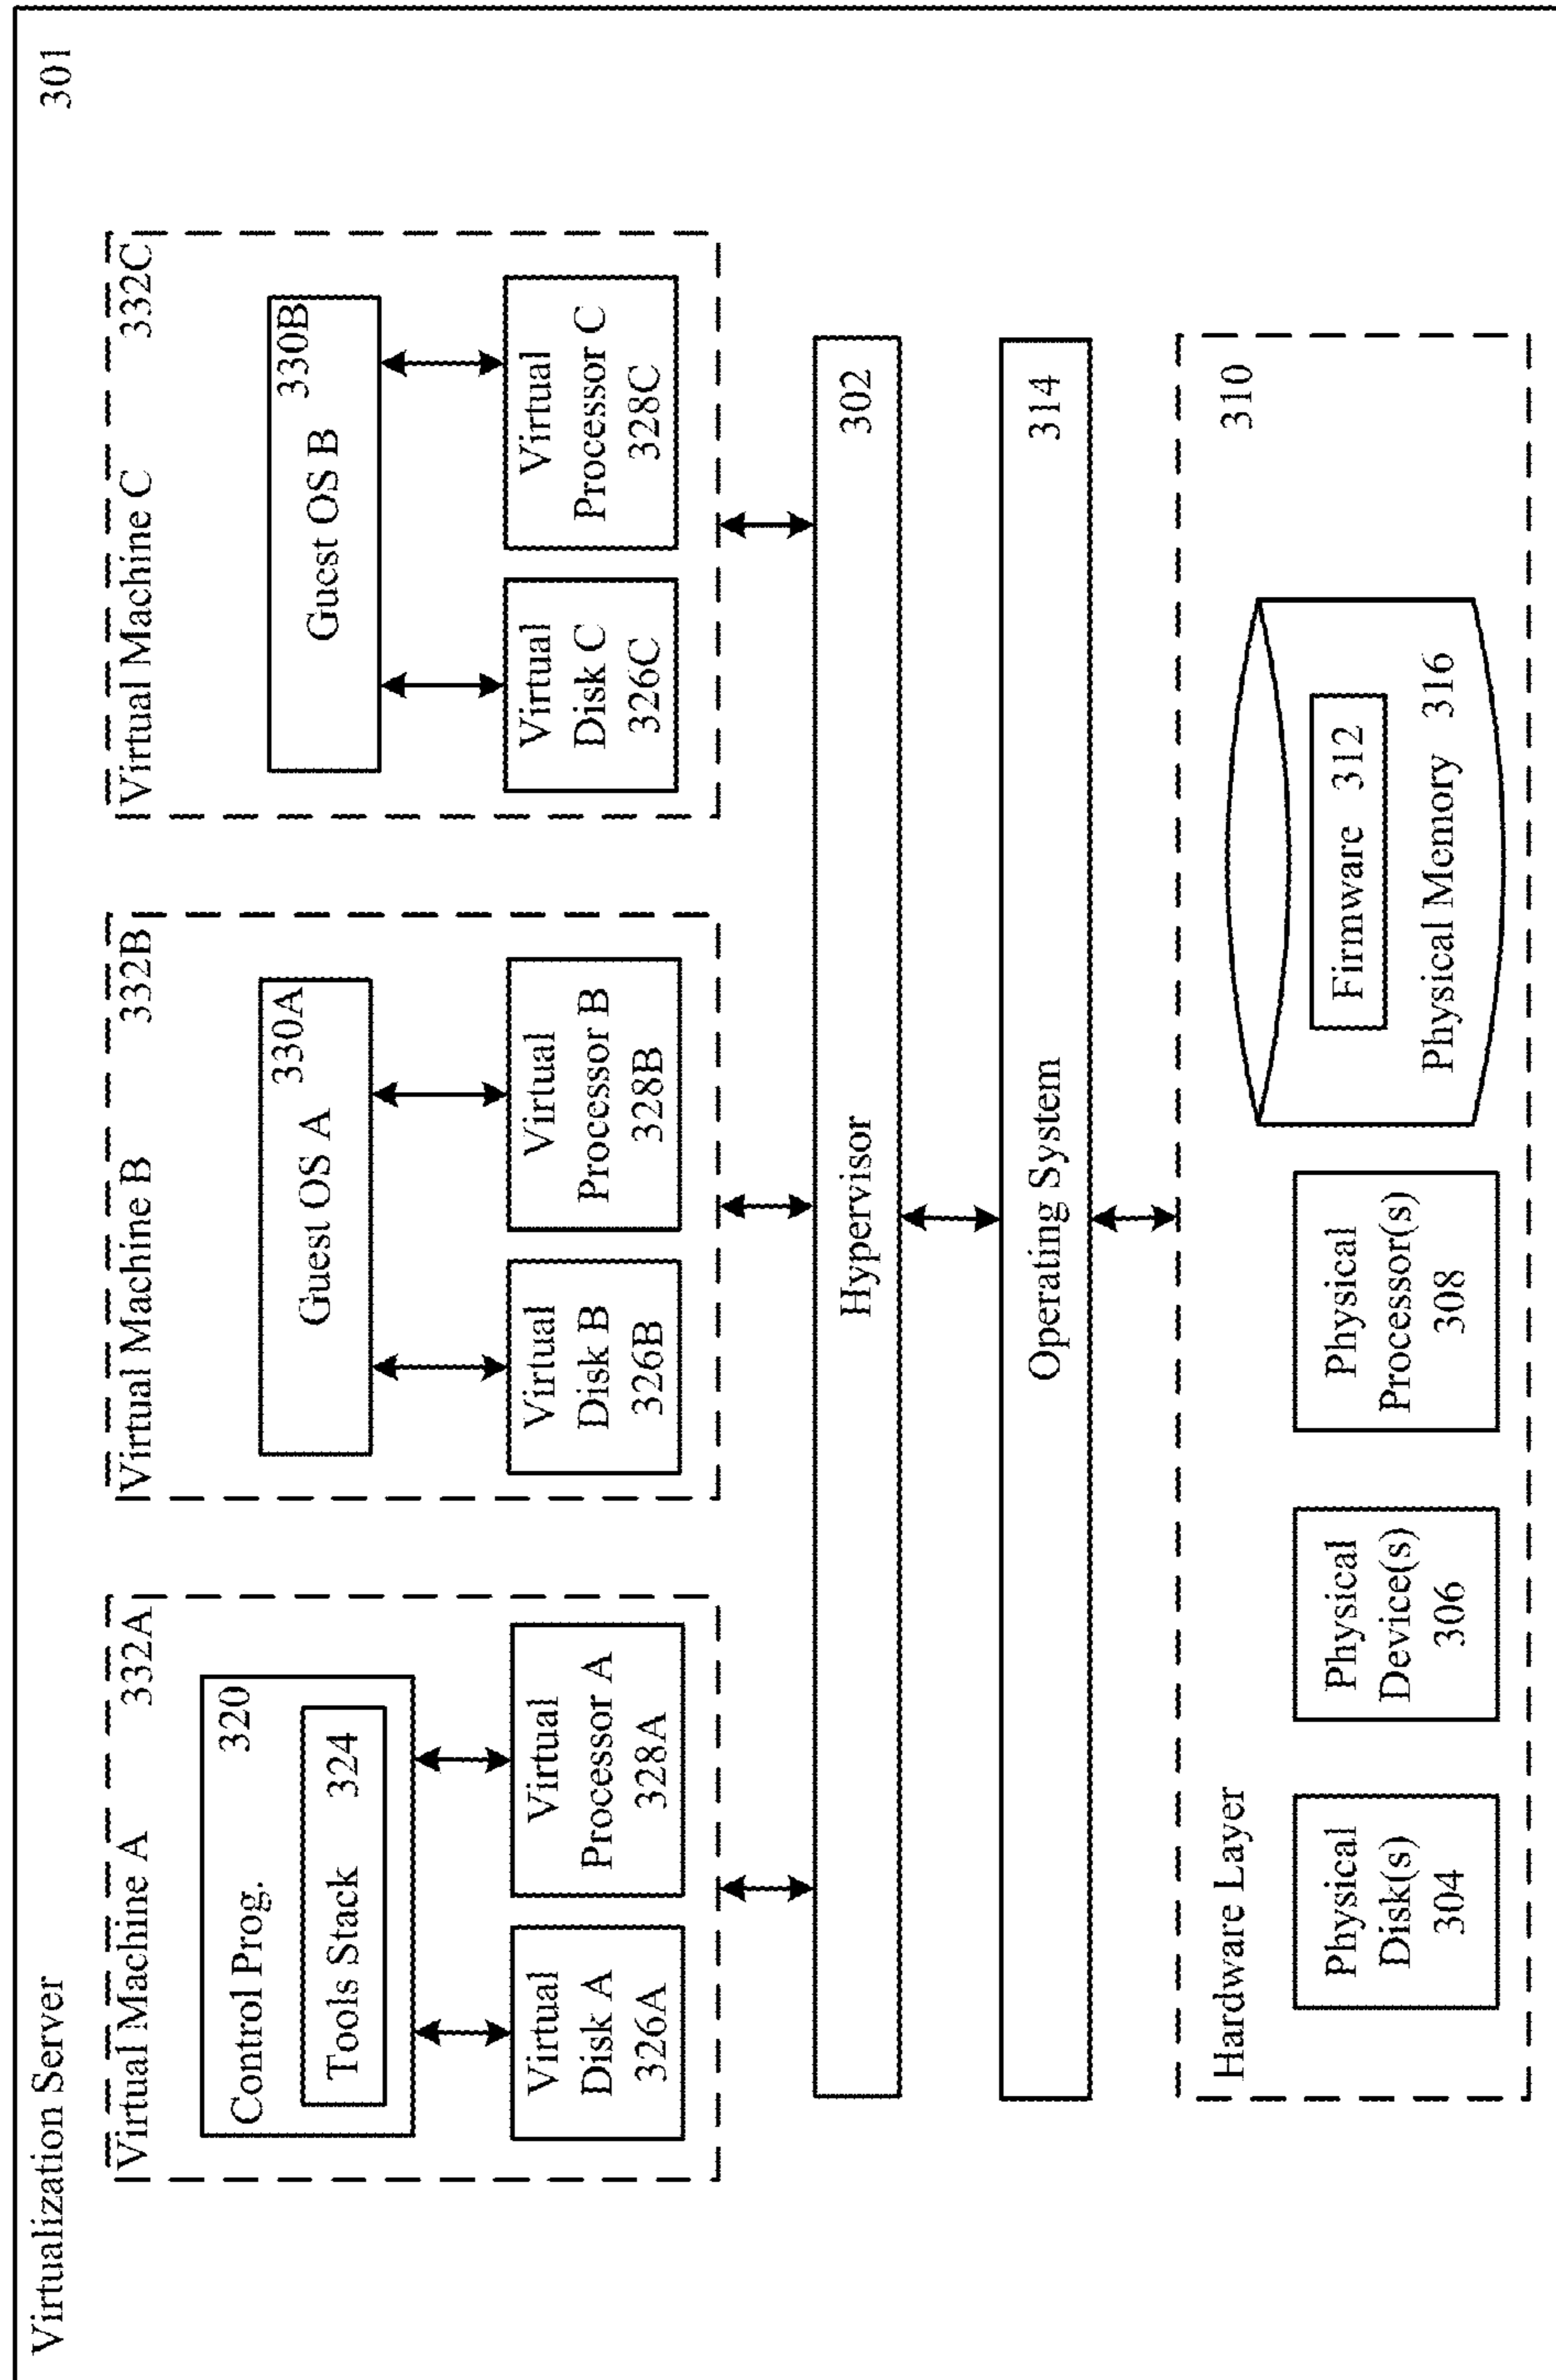 Virtualization Server
301
Virtual Machine A
332A
Control Prog.
320
Tools Stack 324
Virtual
Disk A
326A
Virtual
Processor A
328A
Virtual Machine B
332B
Guest OS A
330A
Virtual
Disk B
326B
Virtual
Processor B
328B
Virtual Machine C
332C
Guest OS B
330B
Virtual
Disk C
326C
Virtual
Processor C
328C
Hypervisor
302
Operating System
314
Hardware Layer
310
Physical
Disk(s)
304
Physical
Device(s)
306
Physical
Processor(s)
308
Firmware 312
Physical Memory 316